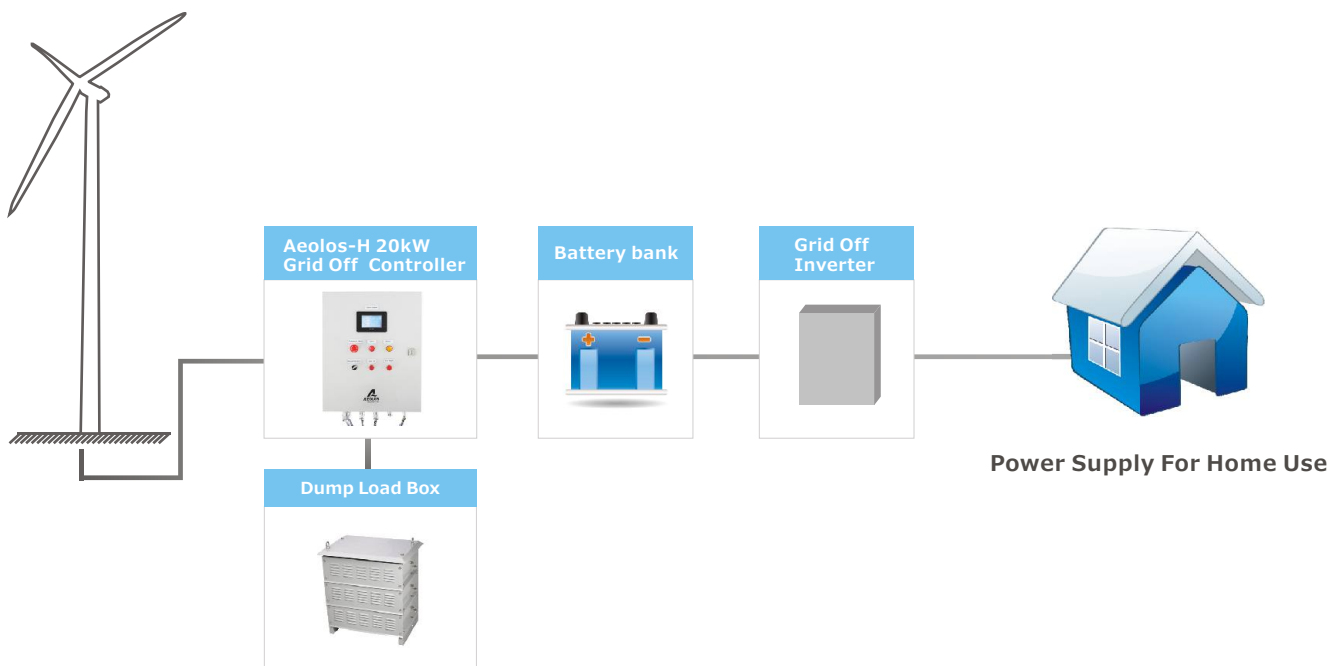 Aeolos-H 20kW
Grid Off Controller
Battery bank
Grid Off
Inverter
Dump Load Box
Power Supply For Home Use